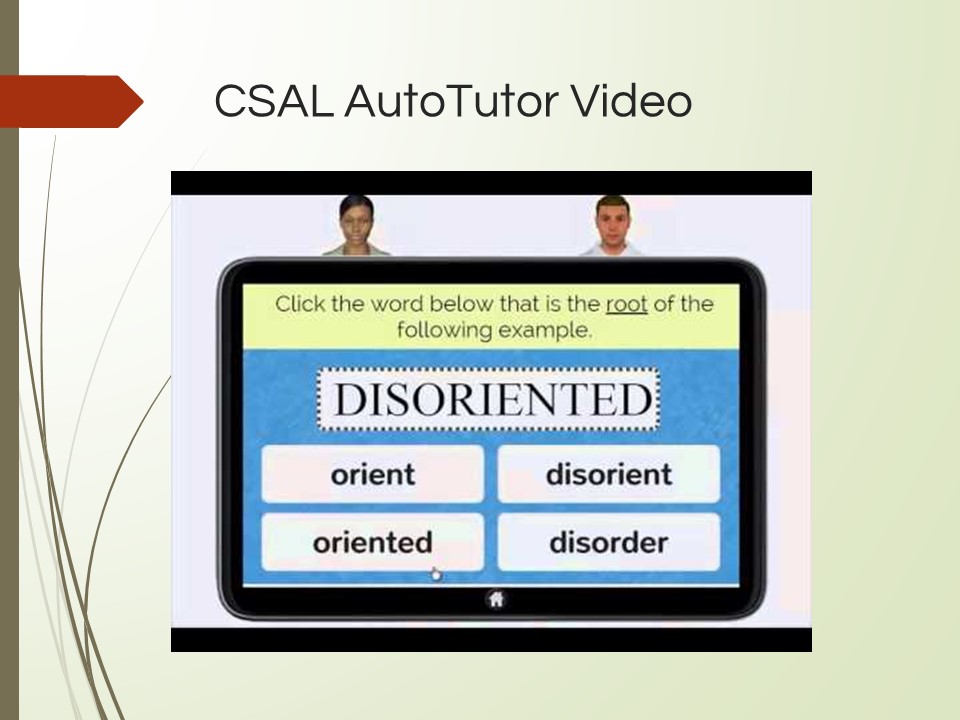 CSAL AutoTutor Video
Click the word below that is the root of the
following example.
DISORIENTED
orient
disorient
oriented
disorder